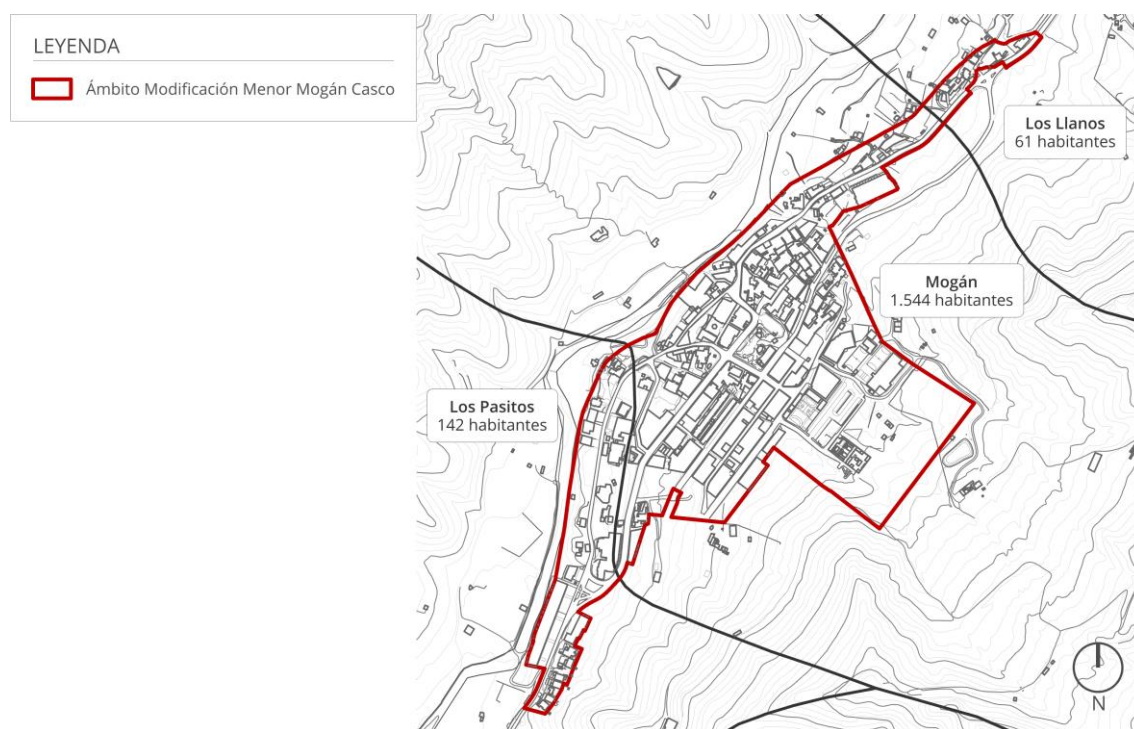 LEYENDA
Ámbito Modificación Menor Mogán Casco
Los Llanos
61 habitantes
Mogán
1.544 habitantes
Los Pasitos
142 habitantes
N